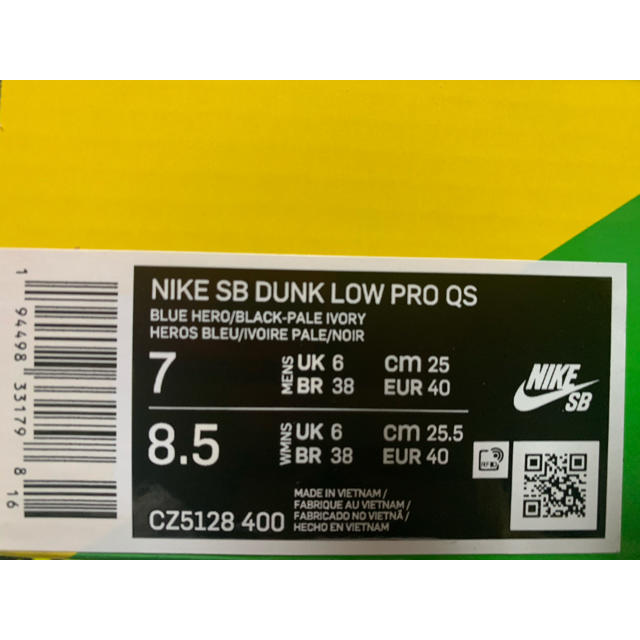 NIKE SB DUNK LOW PRO QS
BLUE HERO/BLACK-PALE IVORY
HEROS BLEU/IVOIRE PALE/NOIR
7 MENS UK 6 CM 25
BR 38 EUR 40
8.5 WMNS UK 6 CM 25.5
BR 38 EUR 40
NIKE
SB
CZ5128 400
MADE IN VIETNAM/
FABRIQUE AU VIETNAM/
FABRICADO NO VIETNÃ/
HECHO EN VIETNAM
1 94498 33179 8 16